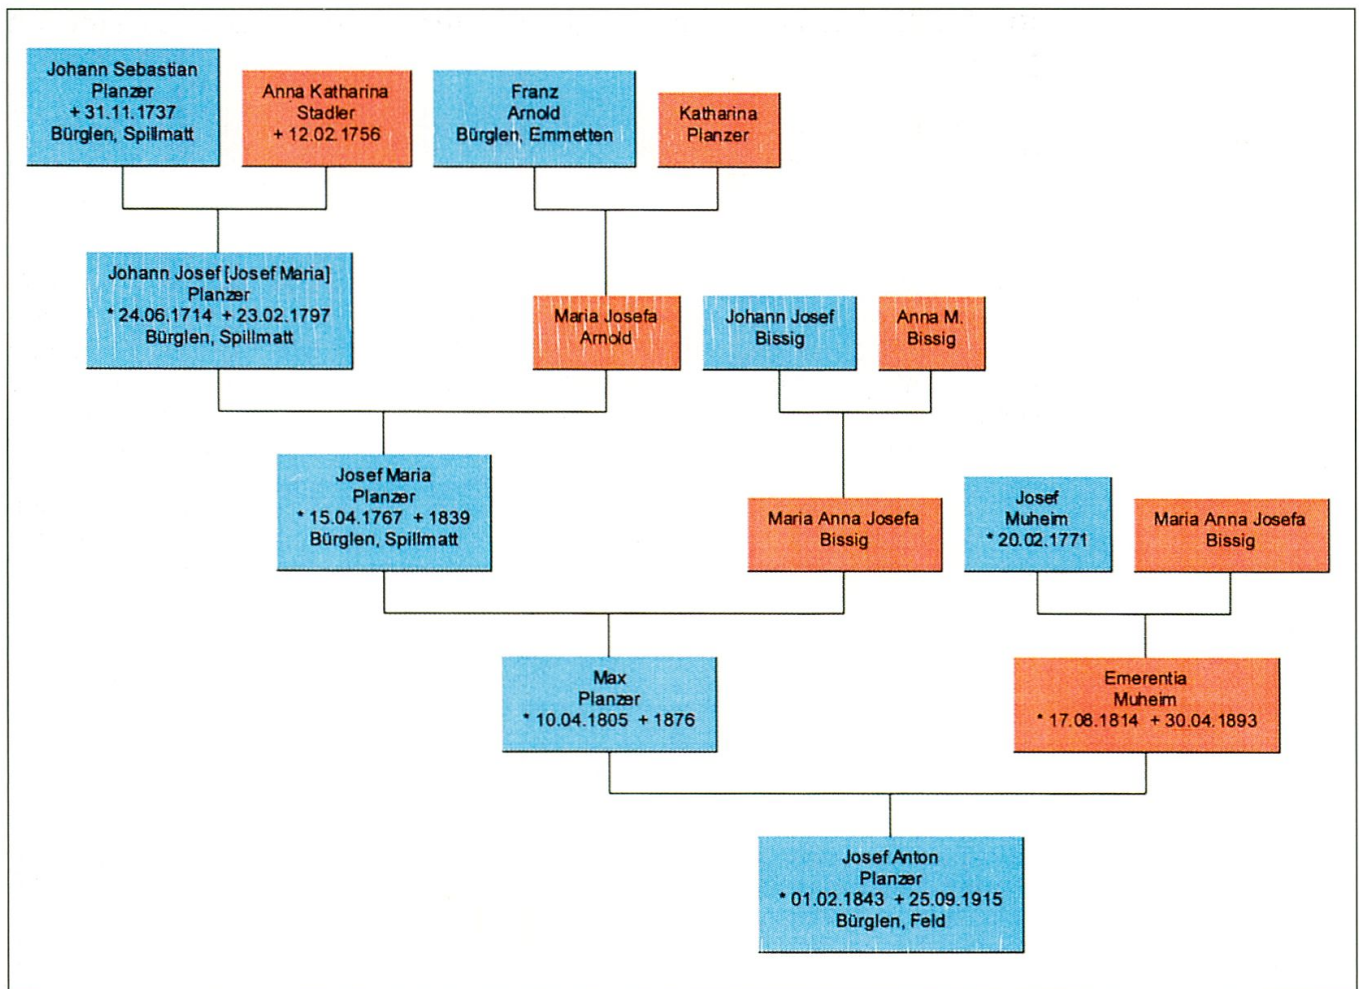 Johann Sebastian
Planzer
+ 31.11.1737
Bürglen, Spillmatt
Anna Katharina
Stadler
+ 12.02.1756
Franz
Arnold
Bürglen, Emmetten
Katharina
Planzer
Johann Josef [Josef Maria]
Planzer
* 24.06.1714 + 23.02.1797
Bürglen, Spillmatt
Maria Josefa
Arnold
Johann Josef
Bissig
Anna M.
Bissig
Josef Maria
Planzer
* 15.04.1767 + 1839
Bürglen, Spillmatt
Maria Anna Josefa
Bissig
Josef
Muheim
* 20.02.1771
Maria Anna Josefa
Bissig
Max
Planzer
* 10.04.1805 + 1876
Emerentia
Muheim
* 17.08.1814 + 30.04.1893
Josef Anton
Planzer
* 01.02.1843 + 25.09.1915
Bürglen, Feld